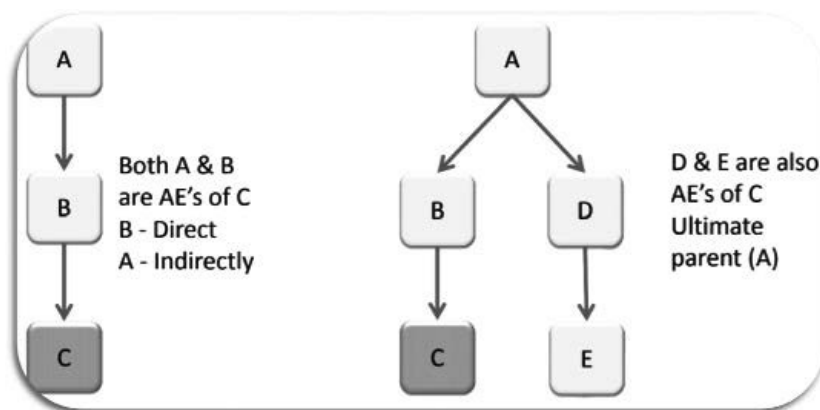 A
B
C
Both A & B
are AE's of C
B - Direct
A - Indirectly
A
B
D
C
E
D & E are also
AE's of C
Ultimate
parent (A)